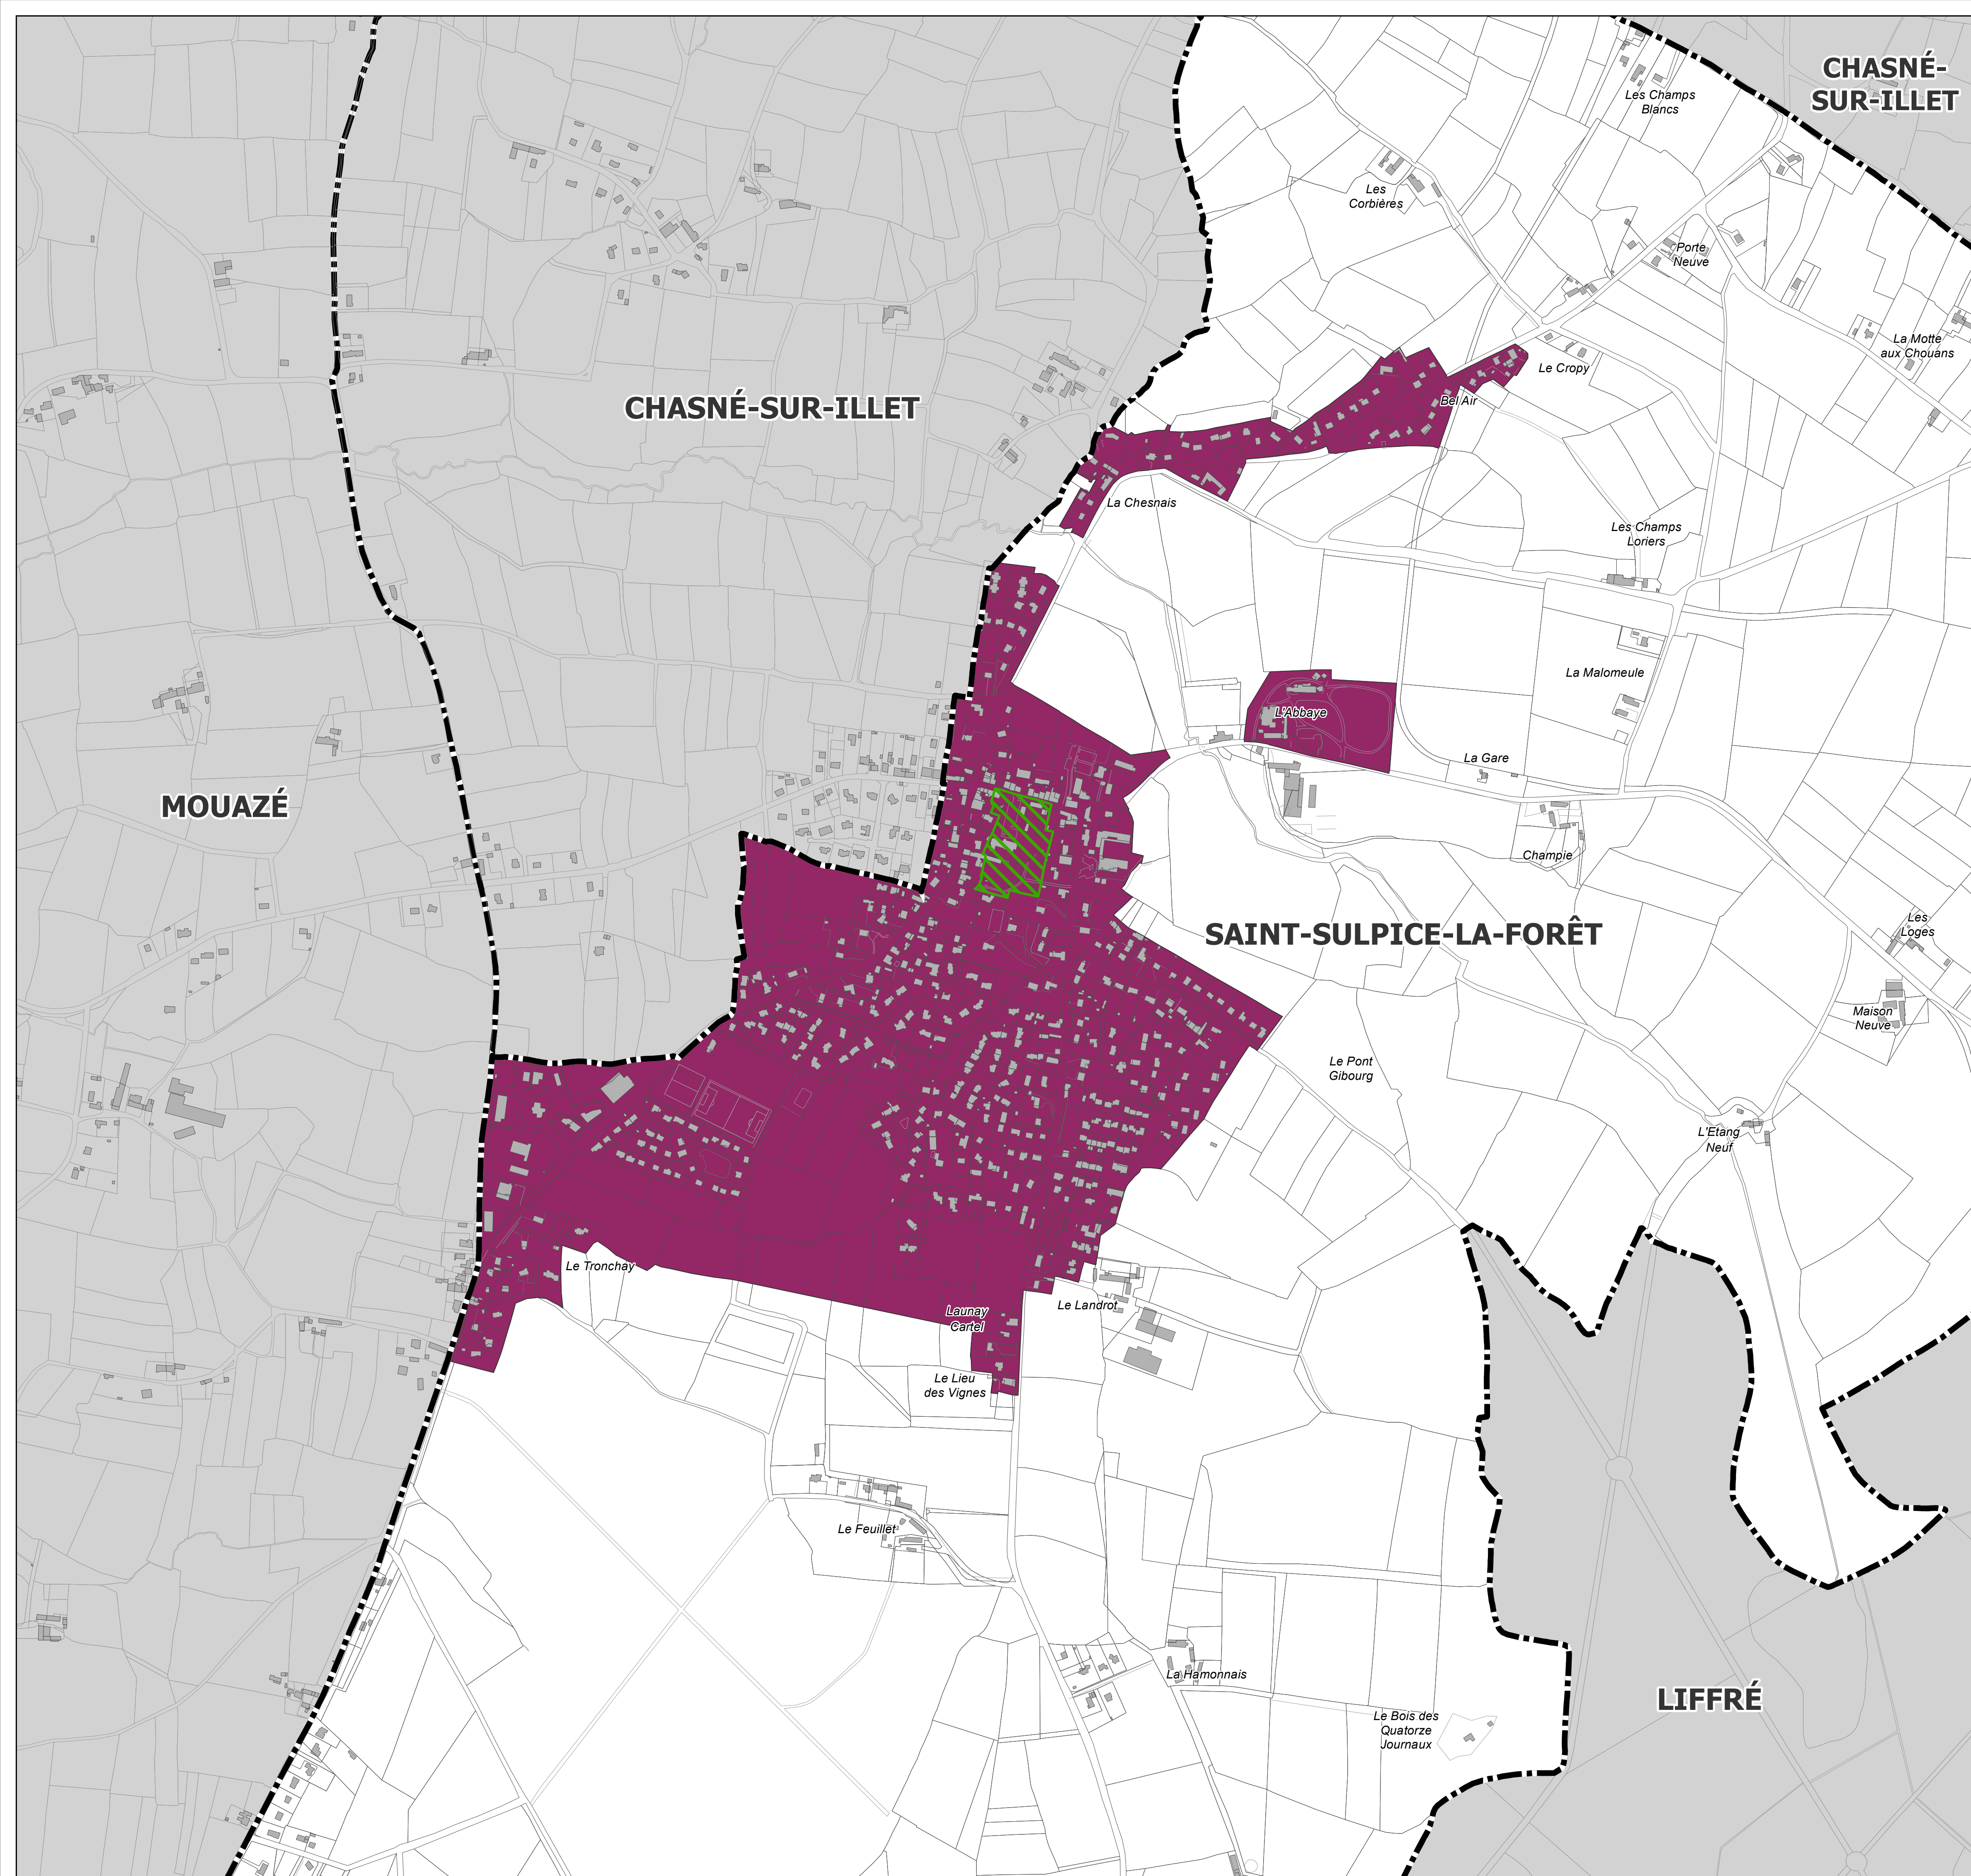 CHASNÉ-
SUR-ILLET
Les Champs
Blancs
Les
Corbières
Porte
Neuve
La Motte
aux Chouans
Le Cropy
Bel Air
CHASNÉ-SUR-ILLET
La Chesnais
Les Champs
Loriers
La Malomeule
L'Abbaye
La Gare
MOUAZÉ
Champie
SAINT-SULPICE-LA-FORÊT
Les
Loges
Maison
Neuve
Le Pont
Gibourg
L'Etang
Neuf
Le Tronchay
Le Landrot
Launay
Cartel
Le Lieu
des Vignes
Le Feuillet
La Hamonnais
LIFFRÉ
Le Bois des
Quatorze
Journaux